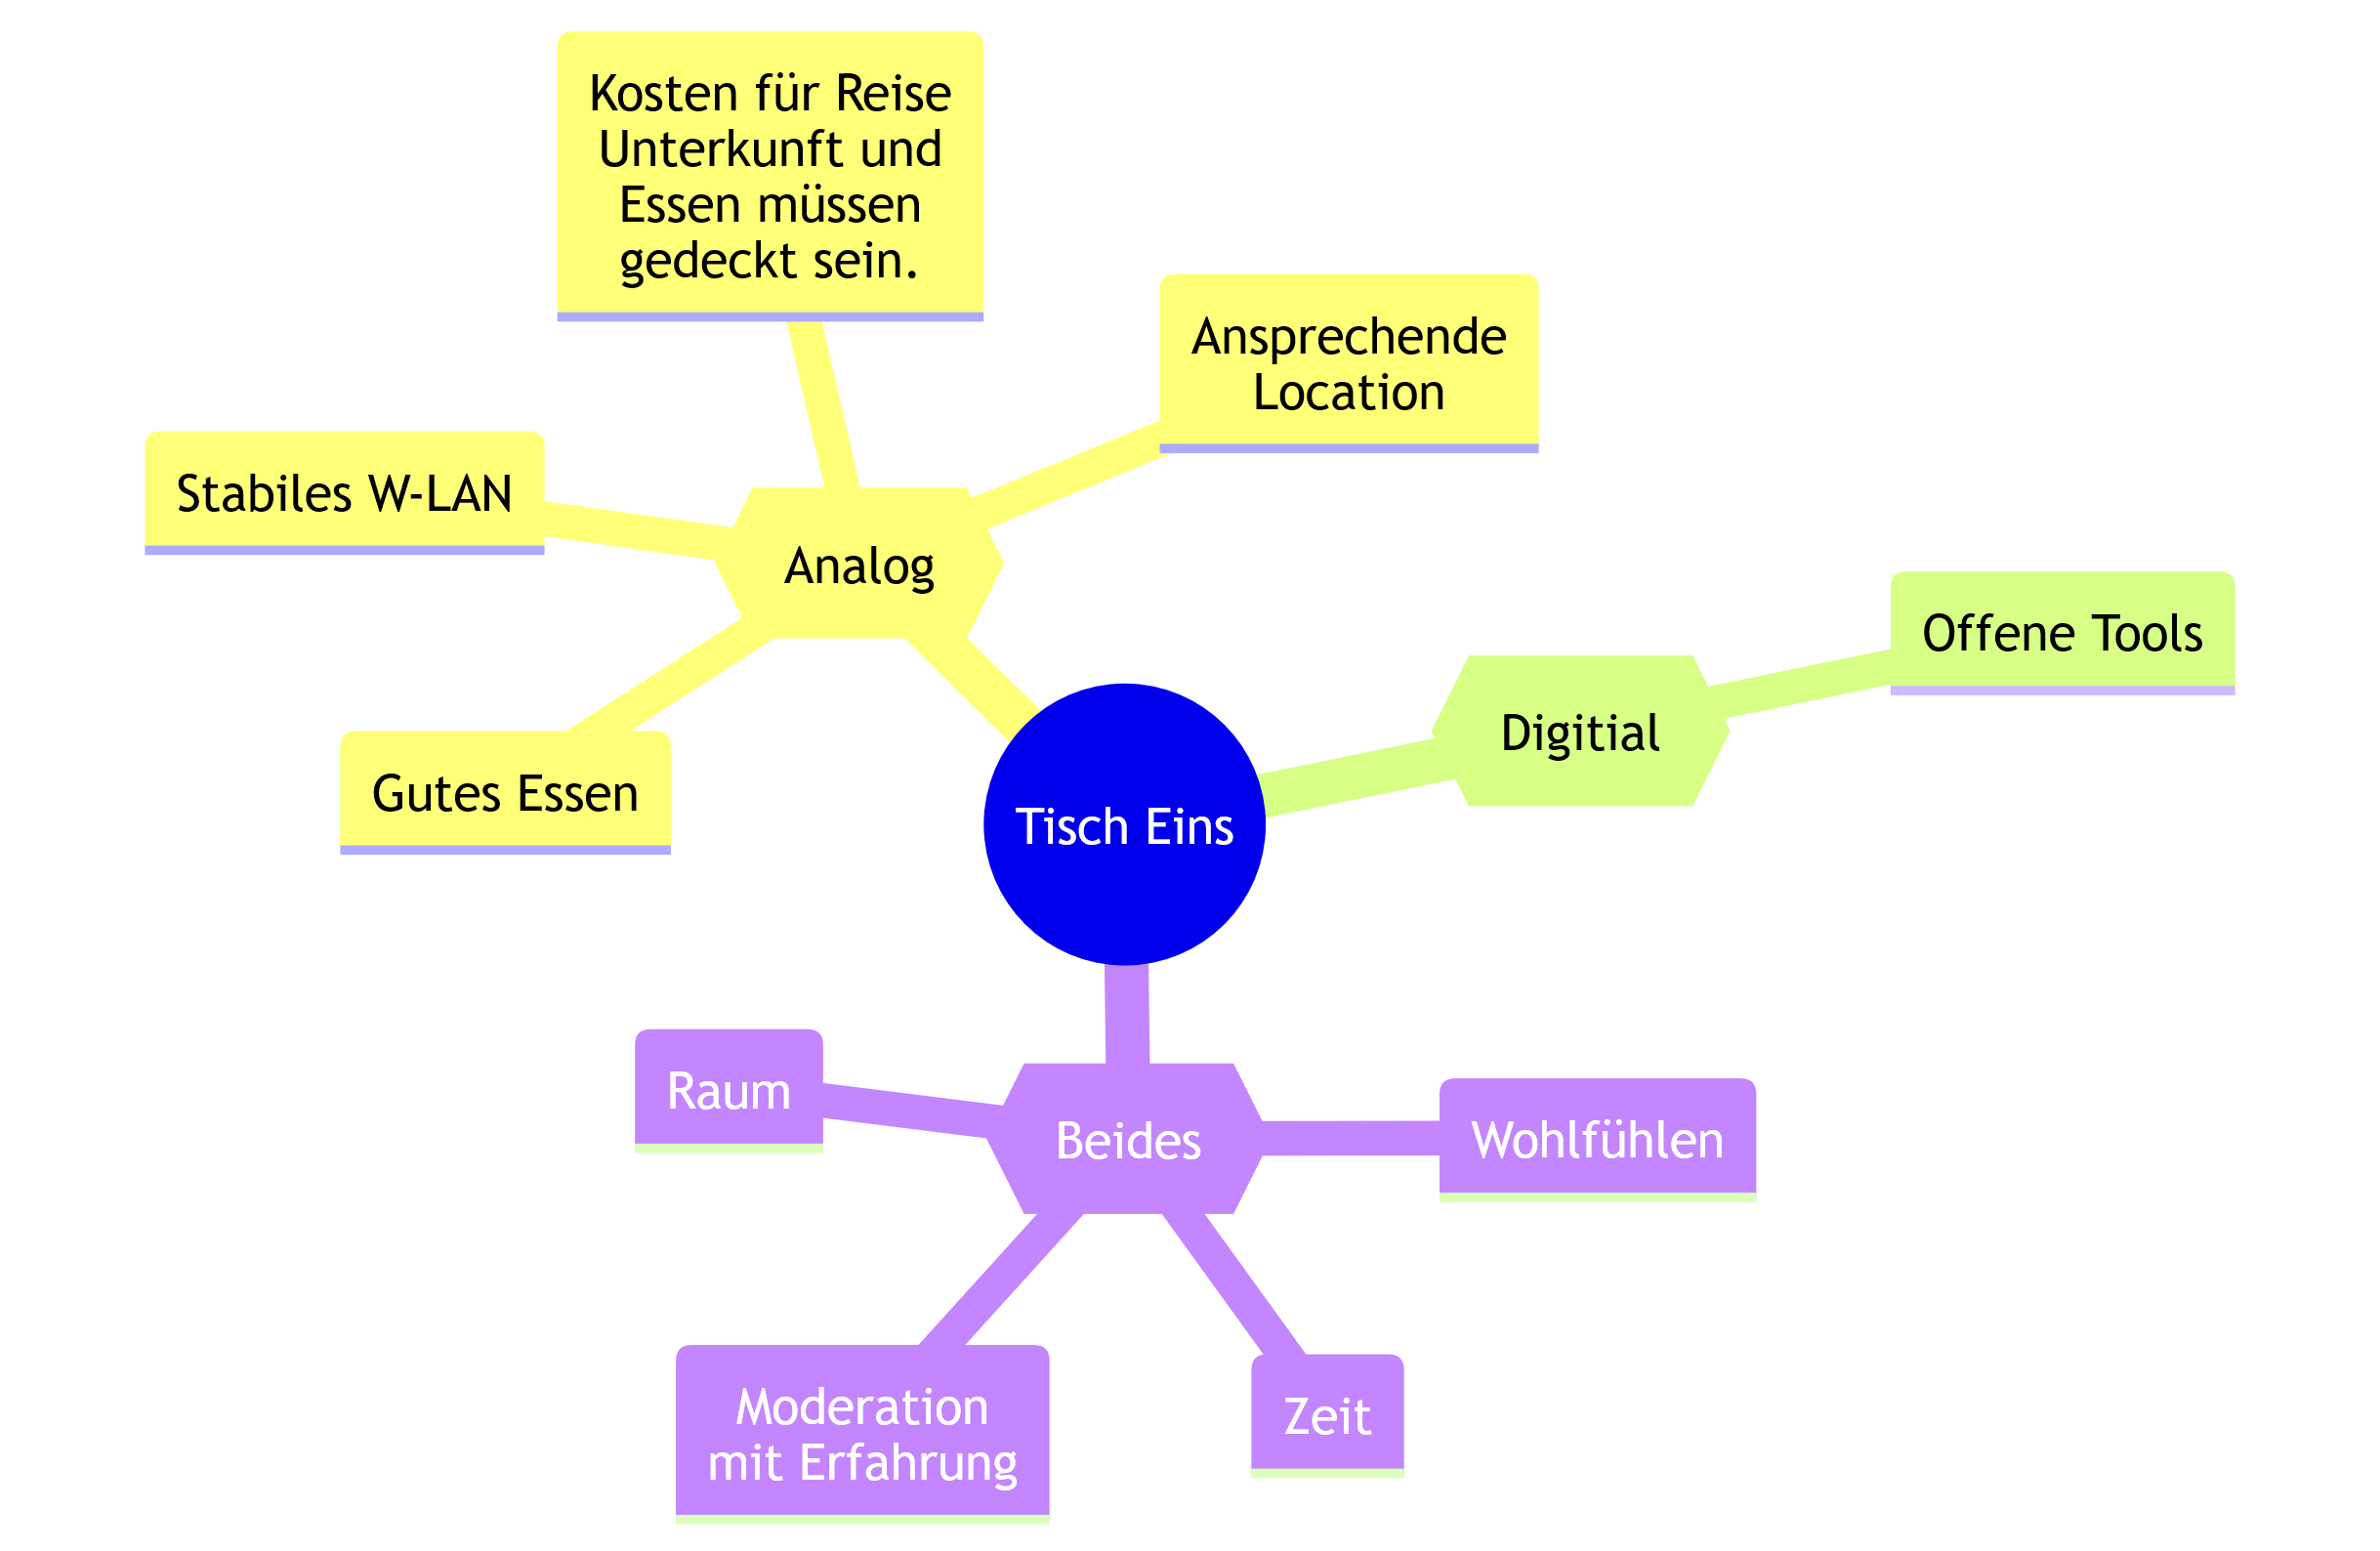 Kosten für Reise
Unterkunft und
Essen müssen
gedeckt sein.
Ansprechende
Location
Stabiles W-LAN
Analog
Gutes Essen
Offene Tools
Digitial
Tisch Eins
Raum
Beides
Wohlfühlen
Moderation
mit Erfahrung
Zeit